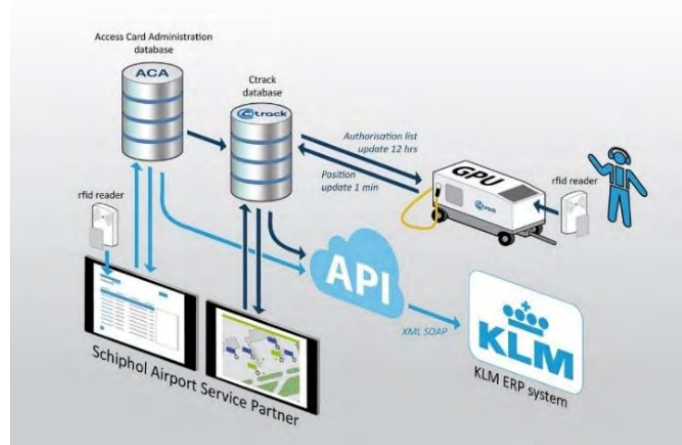 Access Card Administration
database
ACA
Ctrack
database
Ctrack
Authorisation list
update 12 hrs
Position
update 1 min
GPU
Ctrack
rfid reader
rfid reader
API
XML SOAP
KLM
KLM ERP system
Schiphol Airport Service Partner